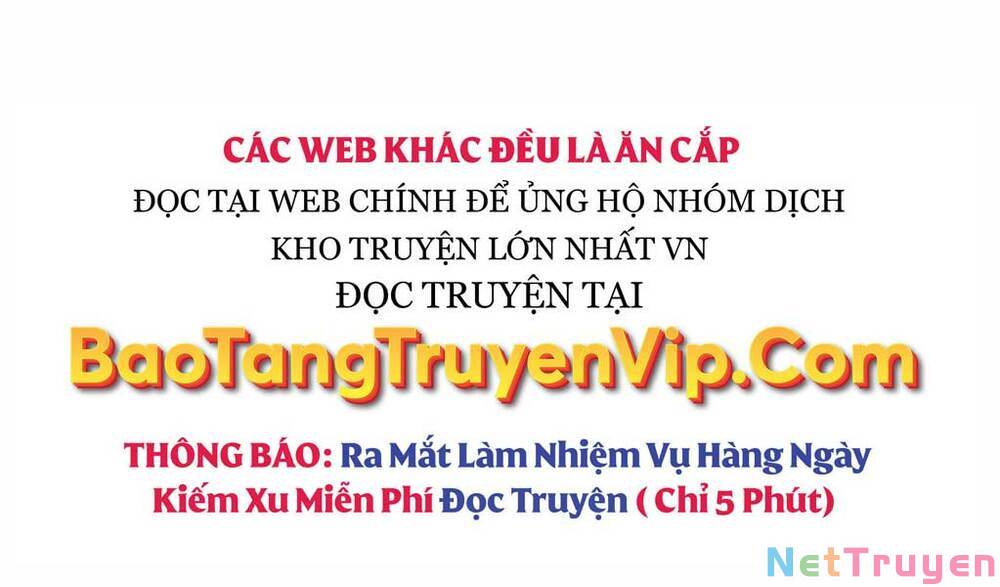 CÁC WEB KHÁC ĐỀU LÀ ĂN CẮP
ĐỌC TẠI WEB CHÍNH ĐỂ ỦNG HỘ NHÓM DỊCH
KHO TRUYỆN LỚN NHẤT VN
ĐỌC TRUYỆN TẠI
BaoTangTruyenVip.Com
THÔNG BÁO: Ra Mắt Làm Nhiệm Vụ Hàng Ngày
Kiếm Xu Miễn Phí Đọc Truyện ( Chỉ 5 Phút)
NetTruyen